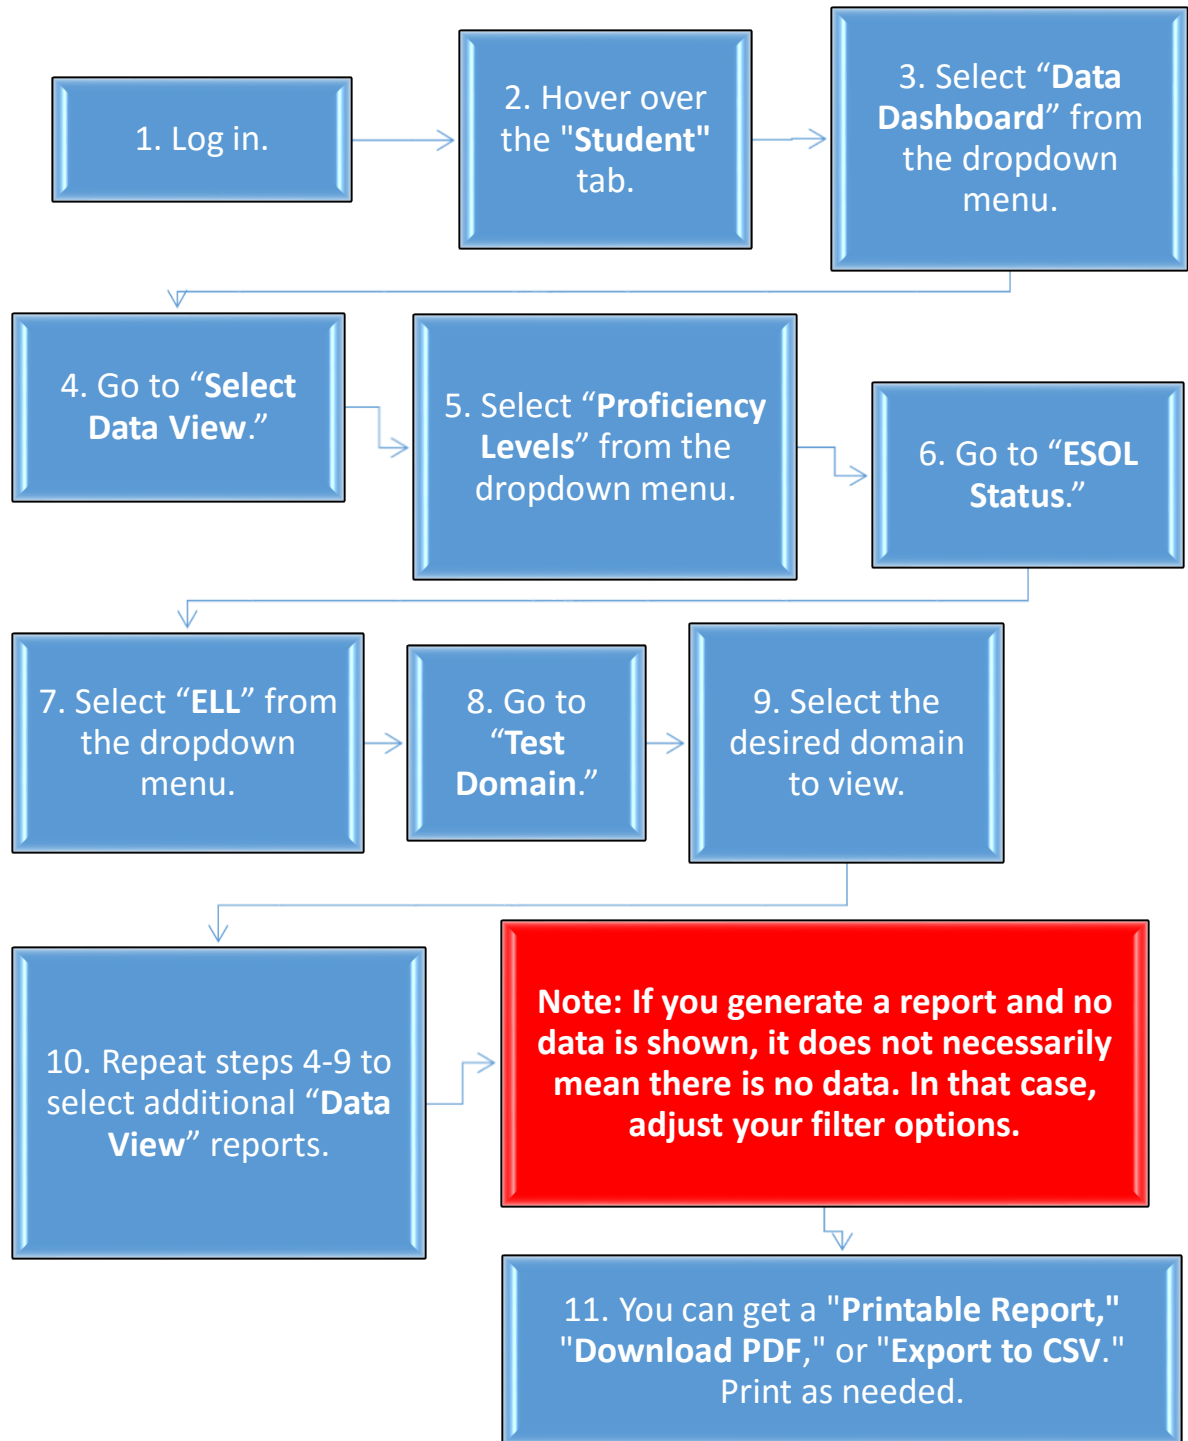 1. Log in.
2. Hover over
the "Student"
tab.
3. Select “Data
Dashboard” from
the dropdown
menu.
4. Go to “Select
Data View.”
5. Select “Proficiency
Levels” from the
dropdown menu.
6. Go to “ESOL
Status.”
7. Select “ELL” from
the dropdown
menu.
8. Go to
“Test
Domain.”
9. Select the
desired domain
to view.
10. Repeat steps 4-9 to
select additional “Data
View” reports.
Note: If you generate a report and no
data is shown, it does not necessarily
mean there is no data. In that case,
adjust your filter options.
11. You can get a "Printable Report,"
"Download PDF," or "Export to CSV."
Print as needed.